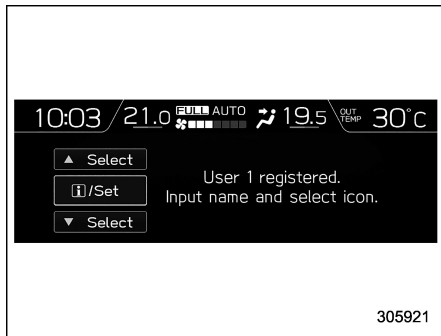 10:03 21.0 FULL AUTO 19.5 OUT TEMP 30°C
▲ Select
i/Set
▼ Select
User 1 registered.
Input name and select icon.
305921